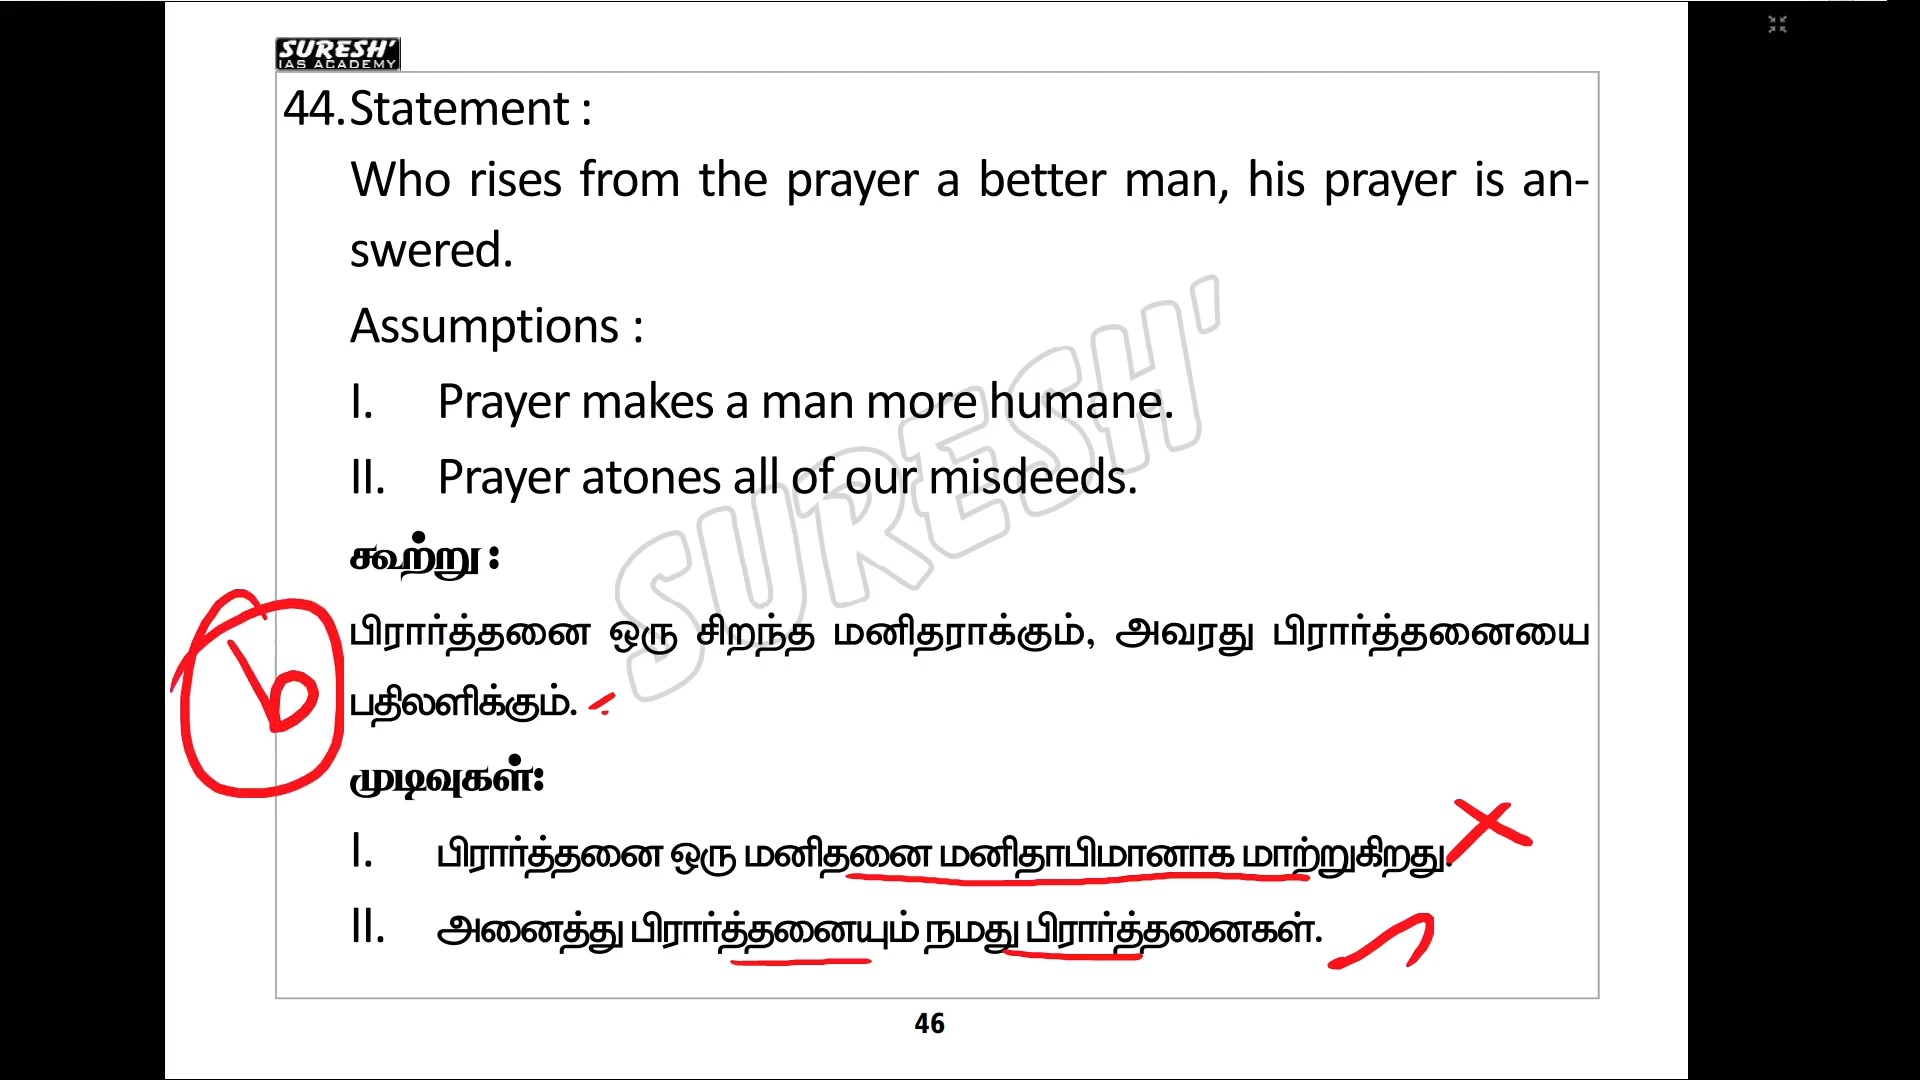 SURESH'
IAS ACADEMY
44. Statement :
Who rises from the prayer a better man, his prayer is an-
swered.
Assumptions :
I. Prayer makes a man more humane.
II. Prayer atones all of our misdeeds.
கூற்று :
பிரார்த்தனை ஒரு சிறந்த மனிதராக்கும், அவரது பிரார்த்தனையை
பதிலளிக்கும்.
முடிவுகள்:
I. பிரார்த்தனை ஒரு மனிதனை மனிதாபிமானாக மாற்றுகிறது.
II. அனைத்து பிரார்த்தனையும் நமது பிரார்த்தனைகள்.
SURESH'
b
46